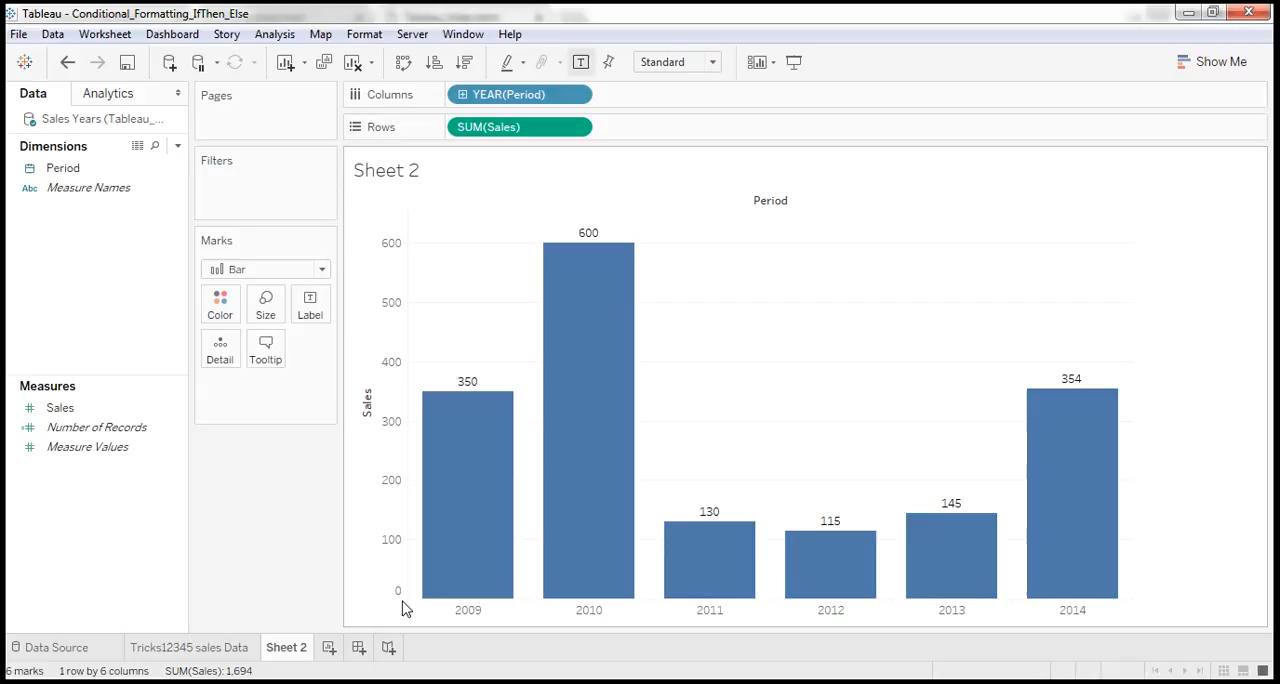 Tableau - Conditional_Formatting_IfThen_Else
File Data Worksheet Dashboard Story Analysis Map Format Server Window Help
Standard
Show Me
Data Analytics
Sales Years (Tableau_...
Dimensions
Period
Abc Measure Names
Measures
Sales
Number of Records
Measure Values
Pages
Filters
Marks
Bar
Color Size Label
Detail Tooltip
Columns YEAR(Period)
Rows SUM(Sales)
Sheet 2
Period
Sales
600
500
400
300
200
100
0
350
600
130
115
145
354
2009 2010 2011 2012 2013 2014
Data Source Tricks12345 sales Data Sheet 2
6 marks 1 row by 6 columns SUM(Sales): 1,694